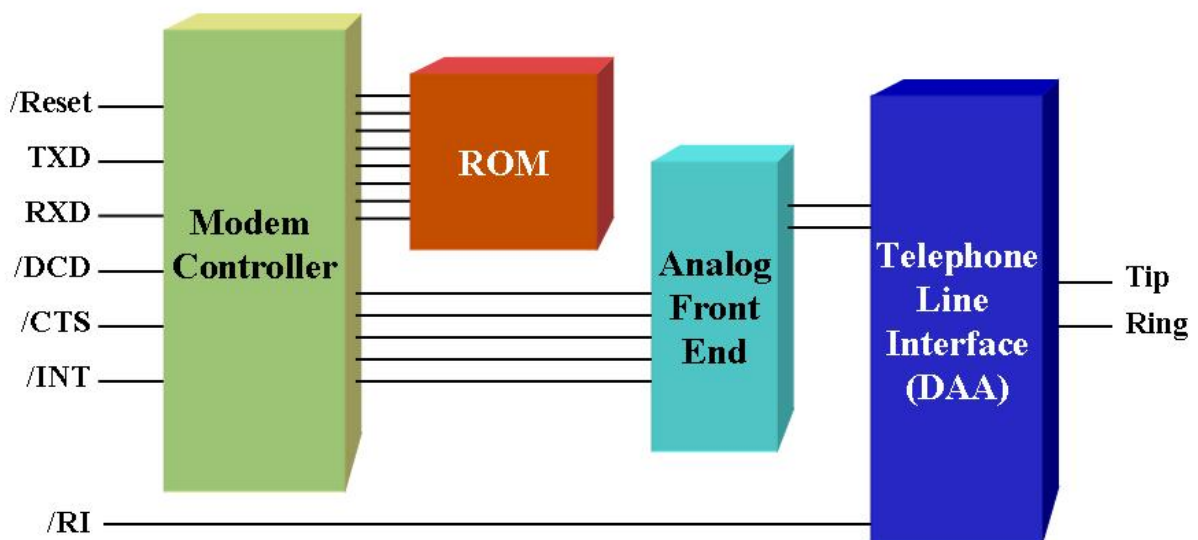 /Reset
TXD
RXD
/DCD
/CTS
/INT
/RI
Modem
Controller
ROM
Analog
Front
End
Telephone
Line
Interface
(DAA)
Tip
Ring